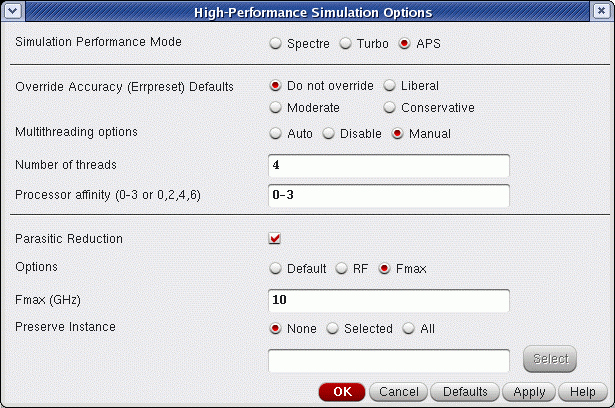 High-Performance Simulation Options
Simulation Performance Mode Spectre Turbo APS
Override Accuracy (Errpreset) Defaults Do not override Liberal
Moderate Conservative
Multithreading options Auto Disable Manual
Number of threads 4
Processor affinity (0-3 or 0,2,4,6) 0-3
Parasitic Reduction
Options Default RF Fmax
Fmax (GHz) 10
Preserve Instance None Selected All
Select
OK Cancel Defaults Apply Help